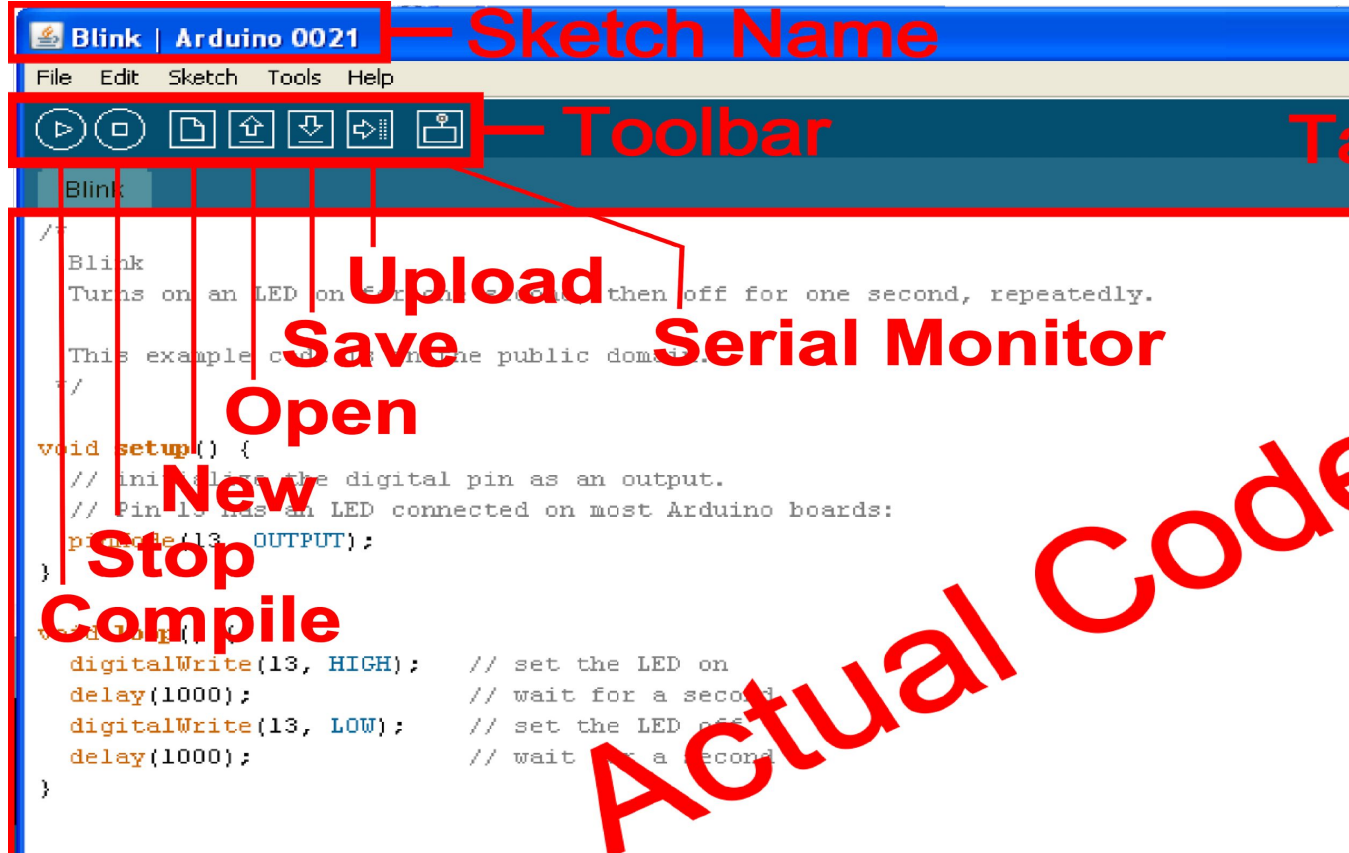 Blink | Arduino 0021
Sketch Name
File Edit Sketch Tools Help
Toolbar
Blink
/*
Blink
Upload
Turns on an LED on for one second, then off for one second, repeatedly.
Save
Serial Monitor
This example code is in the public domain.
*/
Open
void setup() {
// initialize the digital pin as an output.
New
// Pin 13 has an LED connected on most Arduino boards:
pinMode(13, OUTPUT);
Stop
}
Compile
void loop() {
digitalWrite(13, HIGH); // set the LED on
delay(1000); // wait for a second
digitalWrite(13, LOW); // set the LED off
delay(1000); // wait for a second
}
Actual Code